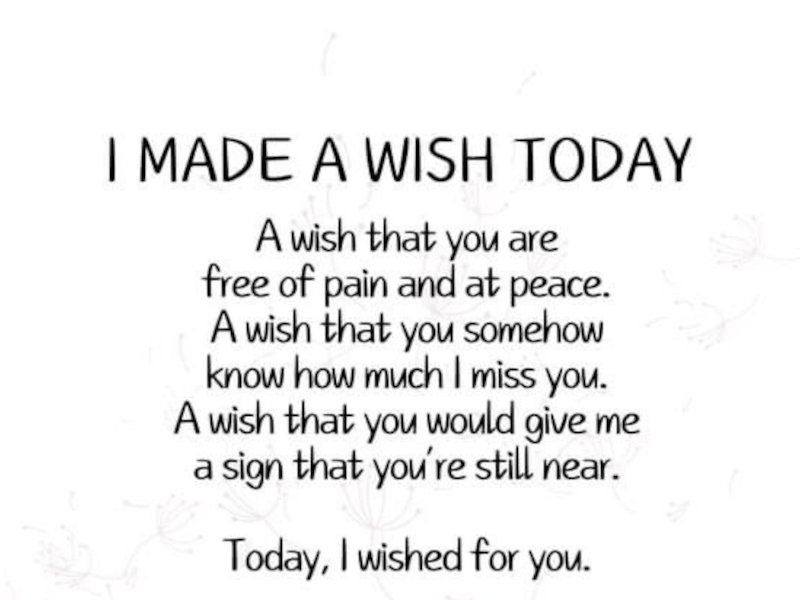 I MADE A WISH TODAY
A wish that you are
free of pain and at peace.
A wish that you somehow
know how much I miss you.
A wish that you would give me
a sign that you're still near.
Today, I wished for you.